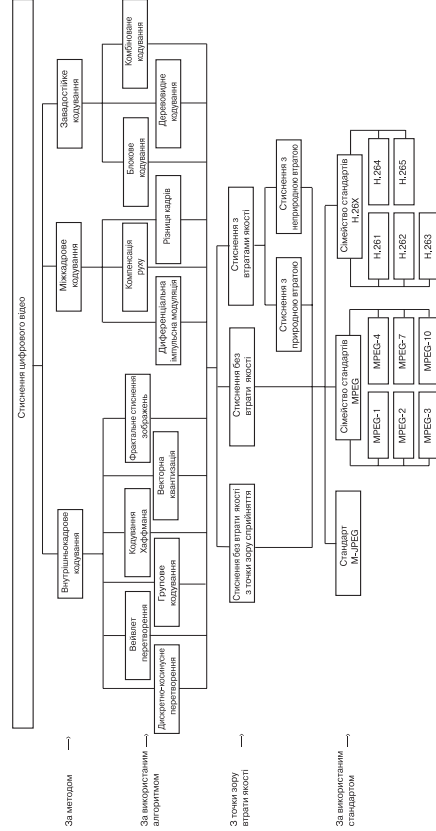 Стиснення цифрового відео
За методом
Внутрішньокадрове
кодування
Міжкадрове
кодування
Завадостійке
кодування
За використаним
алгоритмом
Дискретно-косинусне
перетворення
Вейвлет
перетворення
Групове
кодування
Кодування
Хаффмана
Векторна
квантизація
Фрактальне стиснення
зображень
Диференціальна
імпульсна модуляція
Компенсація
руху
Різниця кадрів
Блокове
кодування
Деревовидне
кодування
Комбіноване
кодування
З точки зору
втрати якості
Стиснення без втрати якості
з точки зору сприйняття
Стиснення без
втрати якості
Стиснення з
втратами якості
Стиснення з
природною втратою
Стиснення з
неприродною втратою
За використаним
стандартом
Стандарт
M-JPEG
Сімейство стандартів
MPEG
MPEG-1
MPEG-2
MPEG-3
MPEG-4
MPEG-7
MPEG-10
Сімейство стандартів
H.26X
H.261
H.262
H.263
H.264
H.265